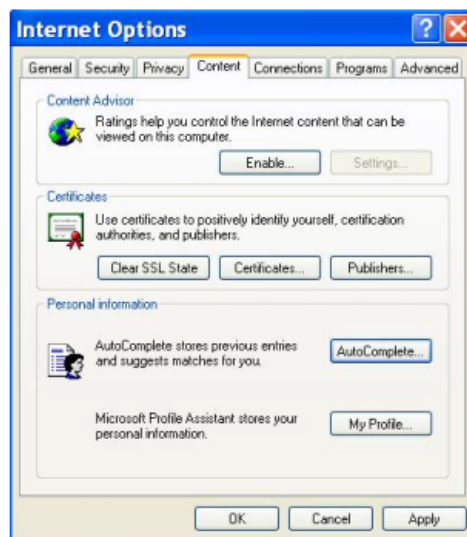 Internet Options
General Security Privacy Content Connections Programs Advanced
Content Advisor
Ratings help you control the Internet content that can be
viewed on this computer.
Enable... Settings...
Certificates
Use certificates to positively identify yourself, certification
authorities, and publishers.
Clear SSL State Certificates... Publishers...
Personal information
AutoComplete stores previous entries
and suggests matches for you.
AutoComplete...
Microsoft Profile Assistant stores your
personal information.
My Profile...
OK Cancel Apply